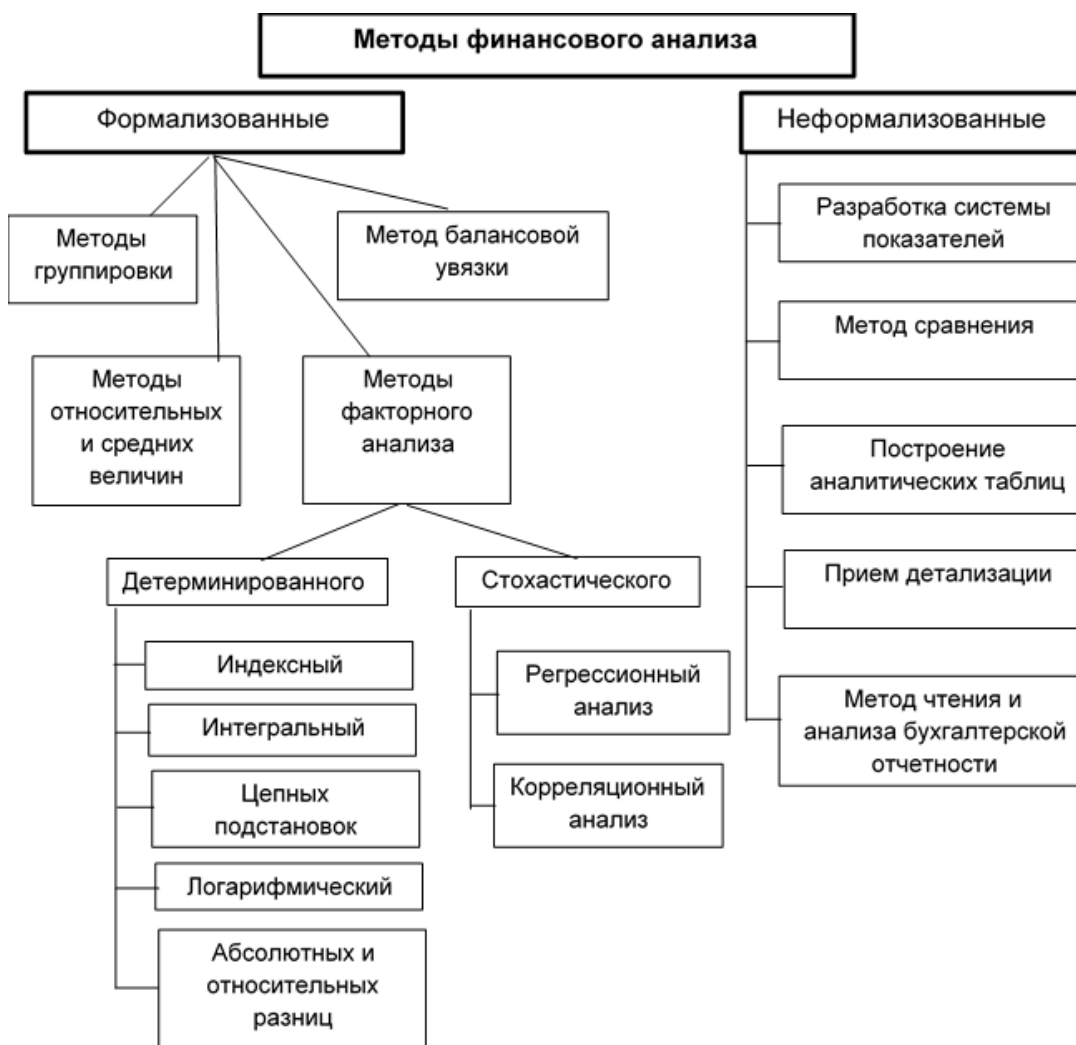 Методы финансового анализа
Формализованные
Неформализованные
Методы
группировки
Метод балансовой
увязки
Методы
относительных
и средних
величин
Методы
факторного
анализа
Детерминированного
Индексный
Интегральный
Цепных
подстановок
Логарифмический
Абсолютных и
относительных
разниц
Стохастического
Регрессионный
анализ
Корреляционный
анализ
Разработка системы
показателей
Метод сравнения
Построение
аналитических таблиц
Прием детализации
Метод чтения и
анализа бухгалтерской
отчетности